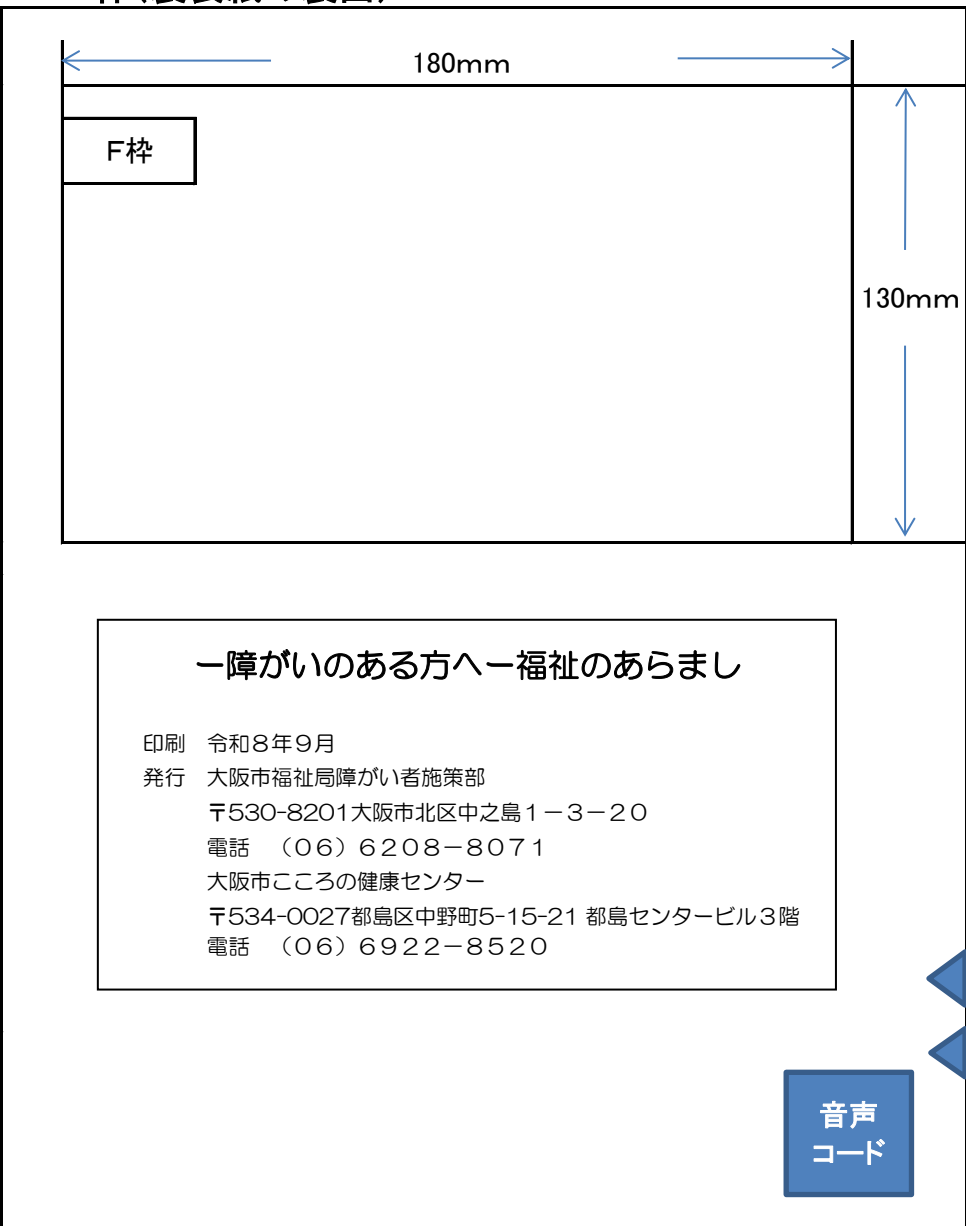 180mm
F枠
130mm
ー障がいのある方へー福祉のあらまし
印刷　令和８年９月
発行　大阪市福祉局障がい者施策部
〒530-8201大阪市北区中之島１－３－２０
電話　（０６）６２０８－８０７１
大阪市こころの健康センター
〒534-0027都島区中野町5-15-21 都島センタービル３階
電話　（０６）６９２２－８５２０
音声
コード